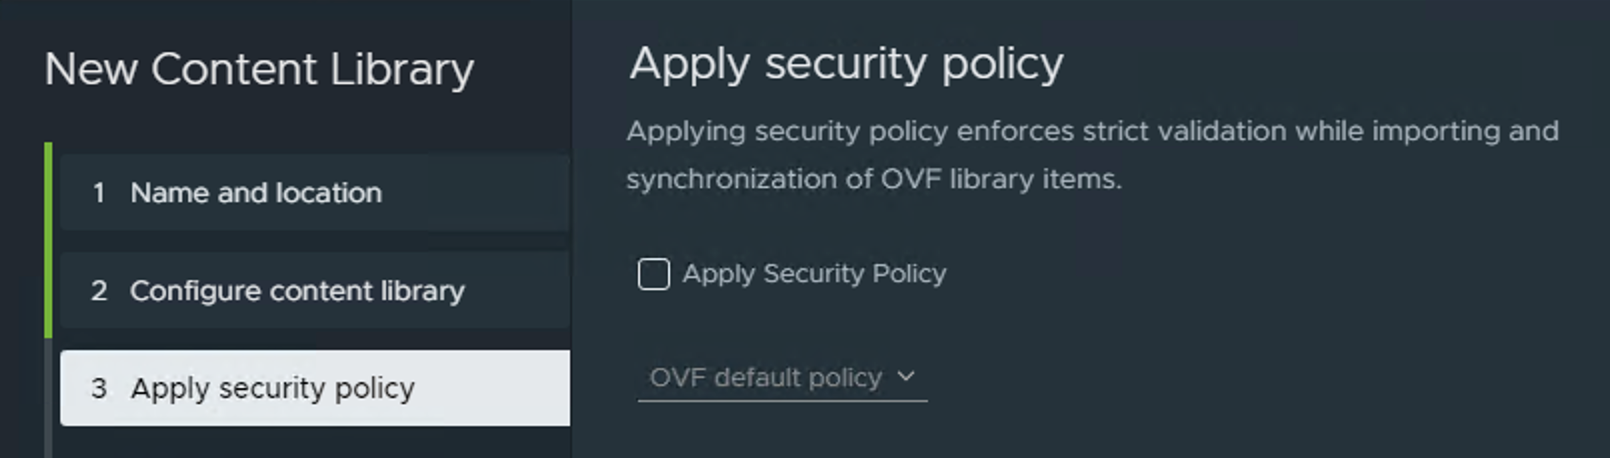 New Content Library
1 Name and location
2 Configure content library
3 Apply security policy
Apply security policy
Applying security policy enforces strict validation while importing and
synchronization of OVF library items.
Apply Security Policy
OVF default policy